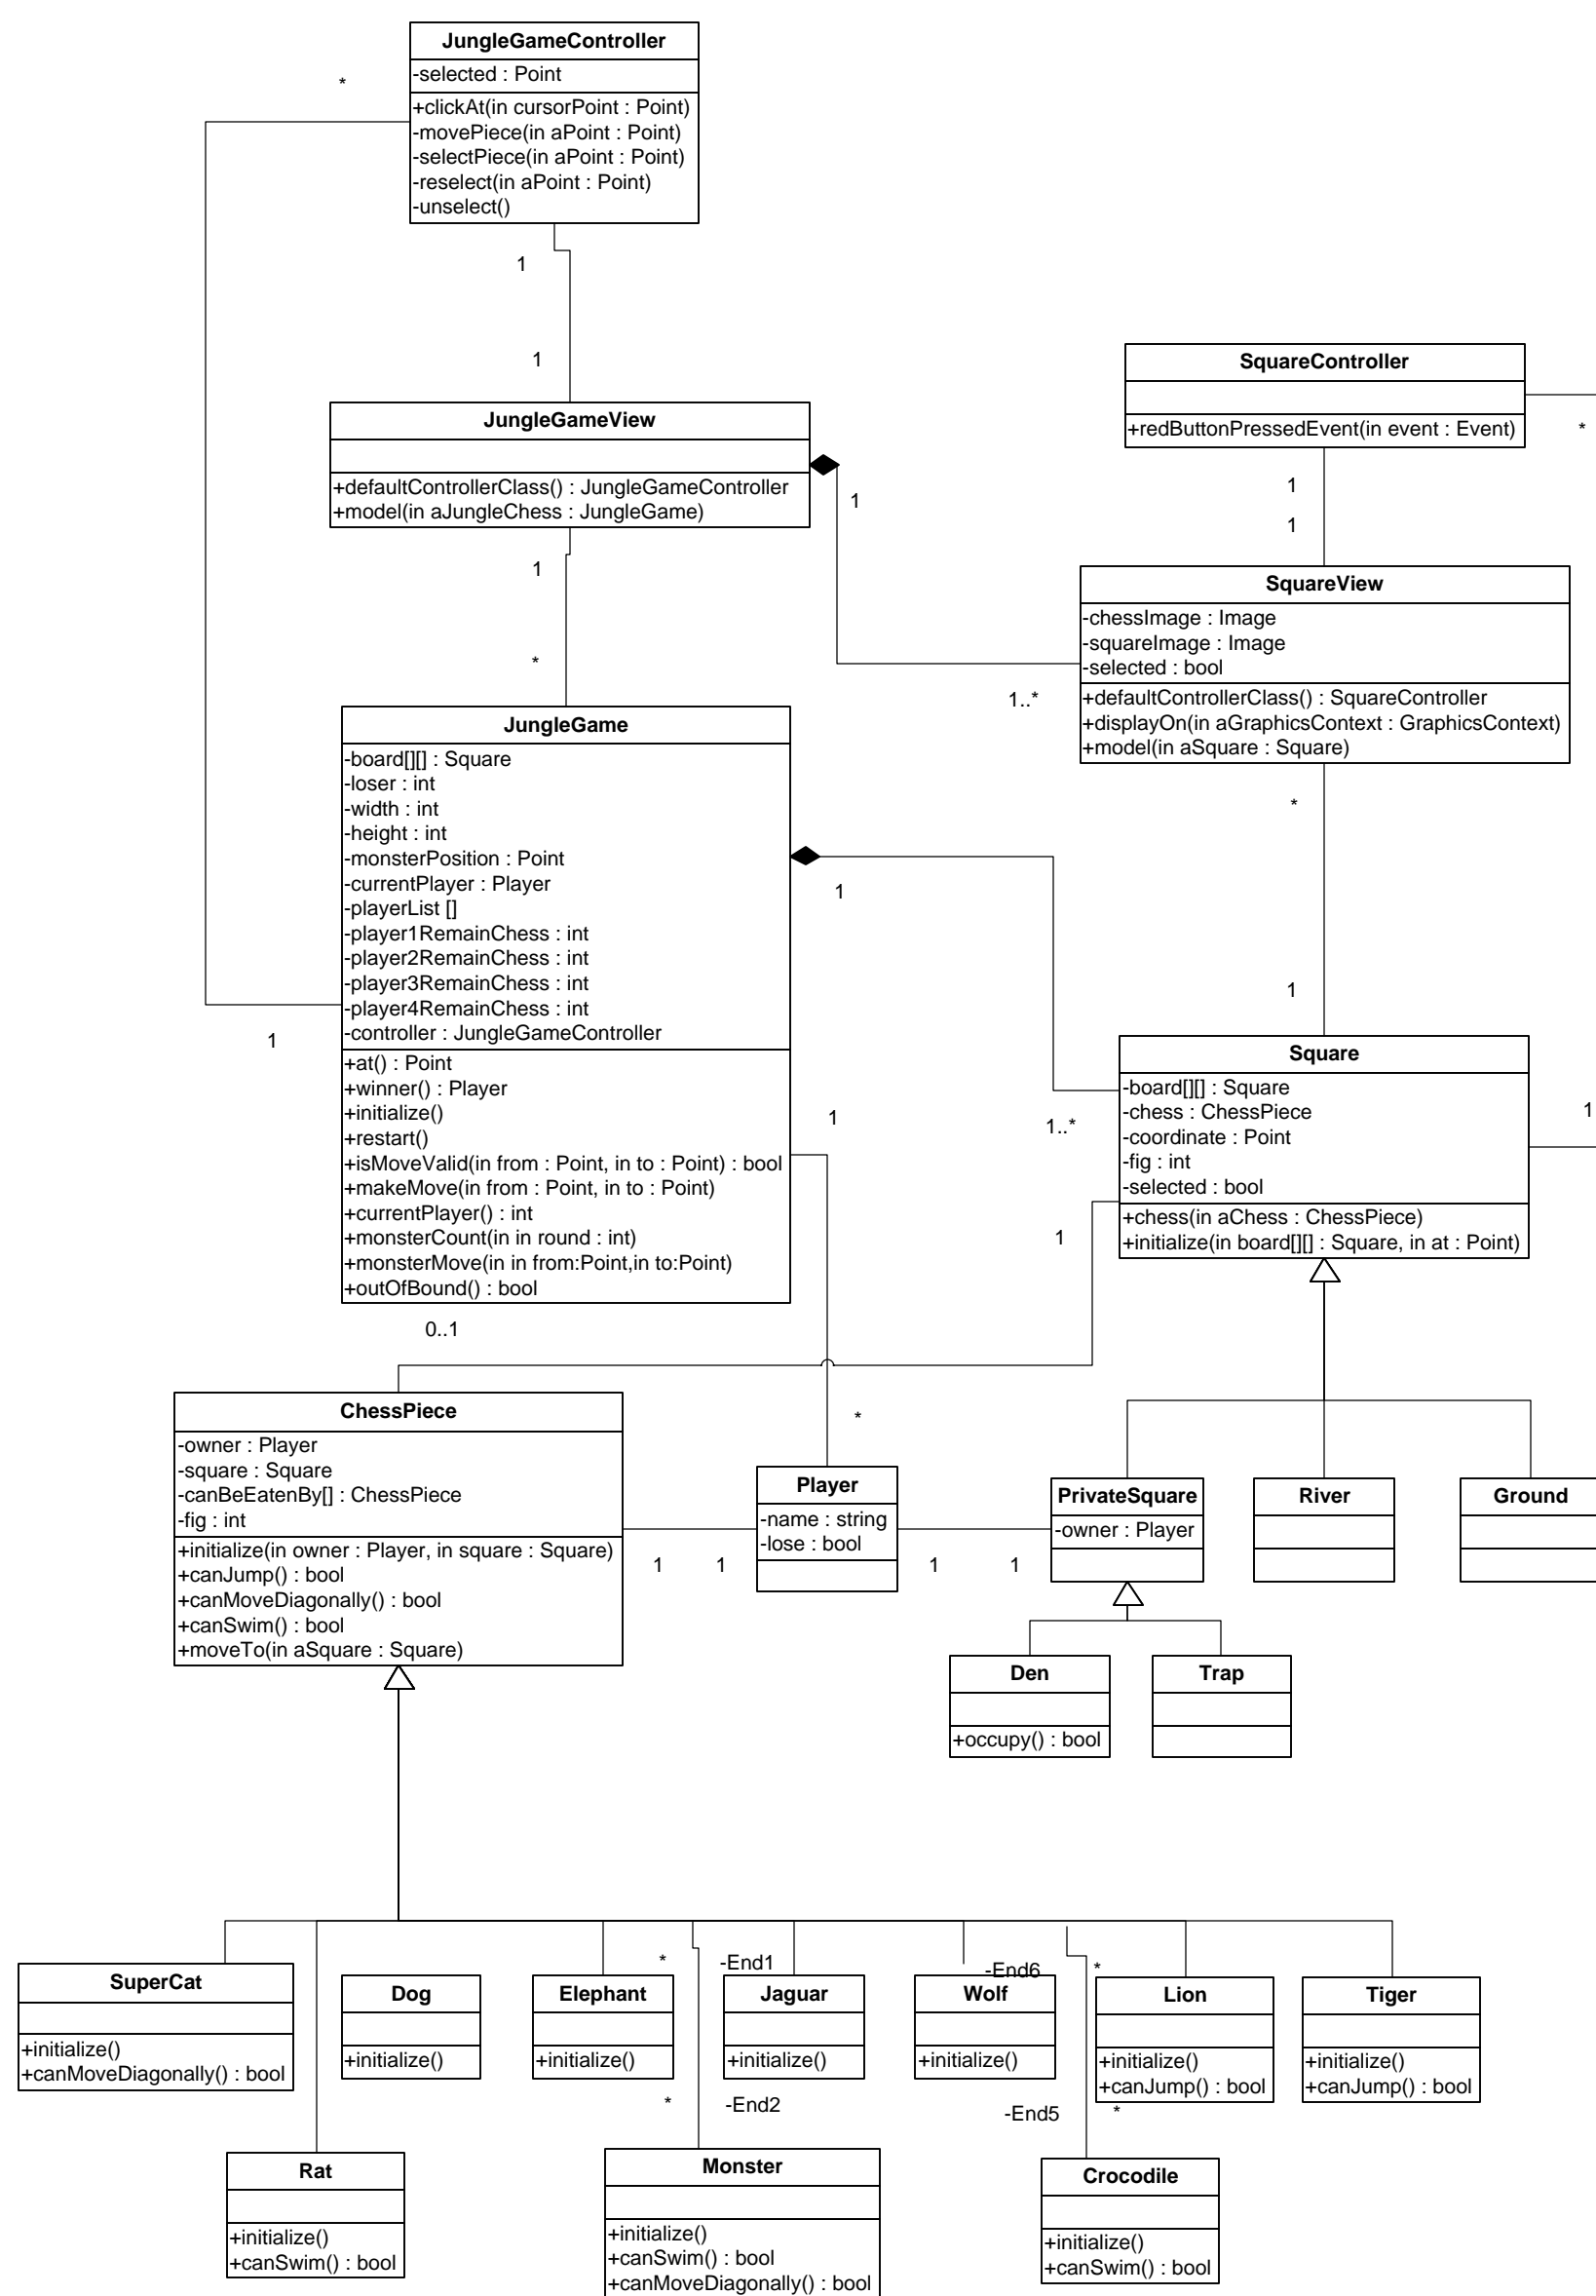 JungleGameController
-selected : Point
+clickAt(in cursorPoint : Point)
-movePiece(in aPoint : Point)
-selectPiece(in aPoint : Point)
-reselect(in aPoint : Point)
-unselect()
*
1
1
JungleGameView
+defaultControllerClass() : JungleGameController
+model(in aJungleChess : JungleGame)
1
1
*
1..*
SquareController
+redButtonPressedEvent(in event : Event)
*
1
1
SquareView
-chessImage : Image
-squareImage : Image
-selected : bool
+defaultControllerClass() : SquareController
+displayOn(in aGraphicsContext : GraphicsContext)
+model(in aSquare : Square)
*
1
JungleGame
-board[][] : Square
-loser : int
-width : int
-height : int
-monsterPosition : Point
-currentPlayer : Player
-playerList []
-player1RemainChess : int
-player2RemainChess : int
-player3RemainChess : int
-player4RemainChess : int
-controller : JungleGameController
+at() : Point
+winner() : Player
+initialize()
+restart()
+isMoveValid(in from : Point, in to : Point) : bool
+makeMove(in from : Point, in to : Point)
+currentPlayer() : int
+monsterCount(in in round : int)
+monsterMove(in in from:Point,in to:Point)
+outOfBound() : bool
1
1
1
1..*
Square
-board[][] : Square
-chess : ChessPiece
-coordinate : Point
-fig : int
-selected : bool
+chess(in aChess : ChessPiece)
+initialize(in board[][] : Square, in at : Point)
1
1
0..1
*
ChessPiece
-owner : Player
-square : Square
-canBeEatenBy[] : ChessPiece
-fig : int
+initialize(in owner : Player, in square : Square)
+canJump() : bool
+canMoveDiagonally() : bool
+canSwim() : bool
+moveTo(in aSquare : Square)
1
1
Player
-name : string
-lose : bool
1
1
PrivateSquare
-owner : Player
River
Ground
Den
+occupy() : bool
Trap
SuperCat
+initialize()
+canMoveDiagonally() : bool
Dog
+initialize()
Elephant
+initialize()
*
-End1
Jaguar
+initialize()
Wolf
+initialize()
-End6
*
Lion
+initialize()
+canJump() : bool
Tiger
+initialize()
+canJump() : bool
*
-End2
-End5
*
Rat
+initialize()
+canSwim() : bool
Monster
+initialize()
+canSwim() : bool
+canMoveDiagonally() : bool
Crocodile
+initialize()
+canSwim() : bool